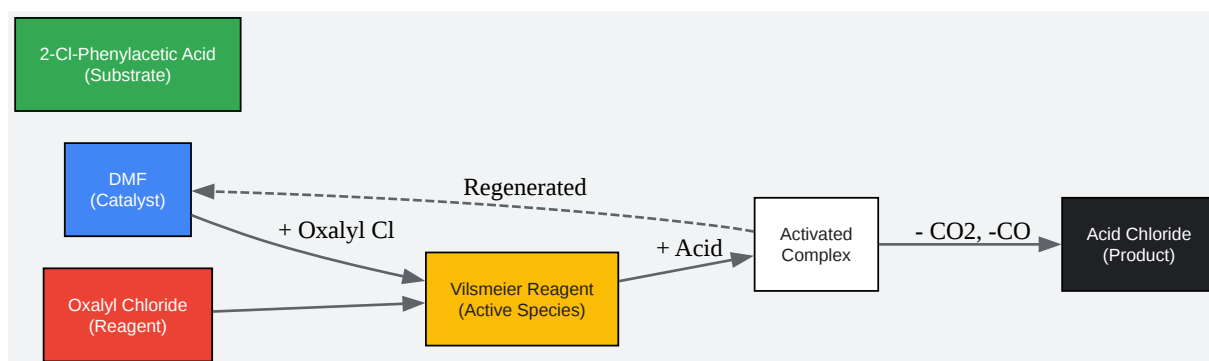 2-Cl-Phenylacetic Acid
(Substrate)
DMF
(Catalyst)
Regenerated
+ Oxalyl Cl
+ Acid
Activated
Complex
- CO2, -CO
Acid Chloride
(Product)
Oxalyl Chloride
(Reagent)
Vilsmeier Reagent
(Active Species)